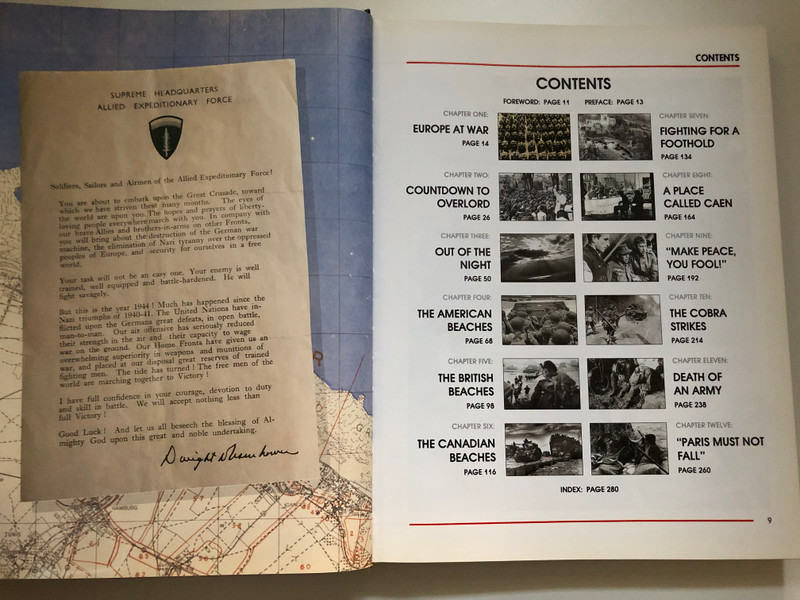 SUPREME HEADQUARTERS
ALLIED EXPEDITIONARY FORCE
Soldiers, Sailors and Airmen of the Allied Expeditionary Force!
You are about to embark upon the Great Crusade, toward
which we have striven these many months. The eyes of
the world are upon you. The hopes and prayers of liberty-
loving people everywhere march with you. In company with
our brave Allies and brothers-in-arms on other Fronts,
you will bring about the destruction of the German war
machine, the elimination of Nazi tyranny over the oppressed
peoples of Europe, and security for ourselves in a free
world.
Your task will not be an easy one. Your enemy is well
trained, well equipped and battle-hardened. He will
fight savagely.
But this is the year 1944! Much has happened since the
Nazi triumphs of 1940-41. The United Nations have in-
flicted upon the Germans great defeats, in open battle,
man-to-man. Our air offensive has seriously reduced
their strength in the air and their capacity to wage
war on the ground. Our Home Fronts have given us an
overwhelming superiority in weapons and munitions of
war, and placed at our disposal great reserves of trained
fighting men. The tide has turned! The free men of the
world are marching together to Victory!
I have full confidence in your courage, devotion to duty
and skill in battle. We will accept nothing less than
full Victory!
Good Luck! And let us all beseech the blessing of Al-
mighty God upon this great and noble undertaking.
Dwight D Eisenhower
HAMBURG
60
CONTENTS
CONTENTS
FOREWORD: PAGE 11 PREFACE: PAGE 13
CHAPTER ONE:
EUROPE AT WAR
PAGE 14
CHAPTER TWO:
COUNTDOWN TO
OVERLORD
PAGE 26
CHAPTER THREE:
OUT OF THE
NIGHT
PAGE 50
CHAPTER FOUR:
THE AMERICAN
BEACHES
PAGE 68
CHAPTER FIVE:
THE BRITISH
BEACHES
PAGE 98
CHAPTER SIX:
THE CANADIAN
BEACHES
PAGE 116
CHAPTER SEVEN:
FIGHTING FOR A
FOOTHOLD
PAGE 134
CHAPTER EIGHT:
A PLACE
CALLED CAEN
PAGE 164
CHAPTER NINE:
“MAKE PEACE,
YOU FOOL!”
PAGE 192
CHAPTER TEN:
THE COBRA
STRIKES
PAGE 214
CHAPTER ELEVEN:
DEATH OF
AN ARMY
PAGE 238
CHAPTER TWELVE:
“PARIS MUST NOT
FALL”
PAGE 260
INDEX: PAGE 280
9